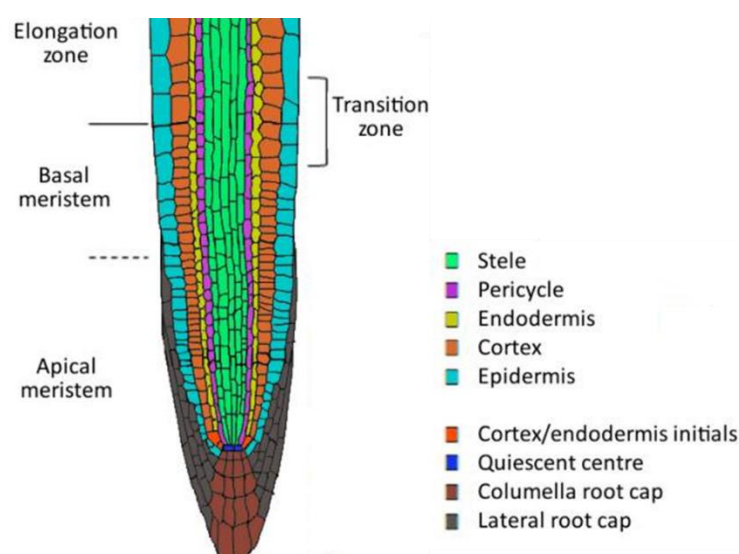 Elongation
zone
Transition
zone
Basal
meristem
Apical
meristem
Stele
Pericycle
Endodermis
Cortex
Epidermis
Cortex/endodermis initials
Quiescent centre
Columella root cap
Lateral root cap